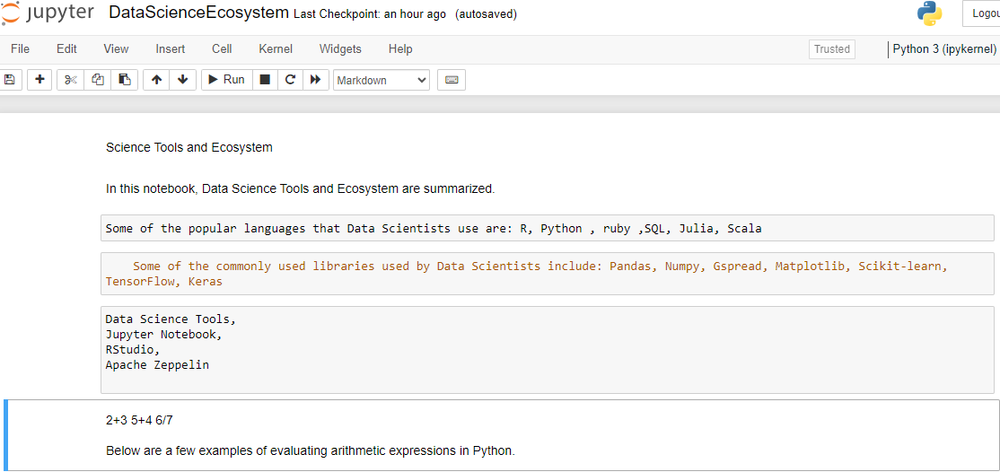 jupyter DataScienceEcosystem Last Checkpoint: an hour ago (autosaved)
File Edit View Insert Cell Kernel Widgets Help Trusted Python 3 (ipykernel)
Run Markdown
Science Tools and Ecosystem
In this notebook, Data Science Tools and Ecosystem are summarized.
Some of the popular languages that Data Scientists use are: R, Python , ruby ,SQL, Julia, Scala
Some of the commonly used libraries used by Data Scientists include: Pandas, Numpy, Gspread, Matplotlib, Scikit-learn,
TensorFlow, Keras
Data Science Tools,
Jupyter Notebook,
RStudio,
Apache Zeppelin
2+3 5+4 6/7
Below are a few examples of evaluating arithmetic expressions in Python.